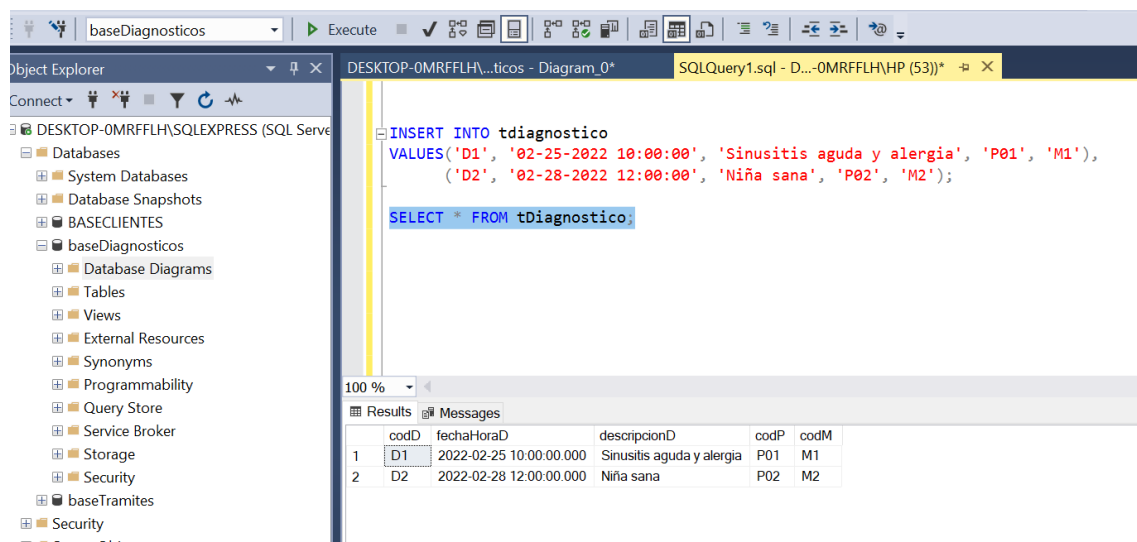 baseDiagnosticos
Execute
Object Explorer
Connect
DESKTOP-0MRFFLH\SQLEXPRESS (SQL Serve
Databases
System Databases
Database Snapshots
BASECLIENTES
baseDiagnosticos
Database Diagrams
Tables
Views
External Resources
Synonyms
Programmability
Query Store
Service Broker
Storage
Security
baseTramites
Security
DESKTOP-0MRFFLH\...ticos - Diagram_0*
SQLQuery1.sql - D...-0MRFFLH\HP (53))*
INSERT INTO tdiagnostico
VALUES('D1', '02-25-2022 10:00:00', 'Sinusitis aguda y alergia', 'P01', 'M1'),
('D2', '02-28-2022 12:00:00', 'Niña sana', 'P02', 'M2');
SELECT * FROM tDiagnostico;
100 %
Results Messages
codD fechaHoraD descripcionD codP codM
1 D1 2022-02-25 10:00:00.000 Sinusitis aguda y alergia P01 M1
2 D2 2022-02-28 12:00:00.000 Niña sana P02 M2